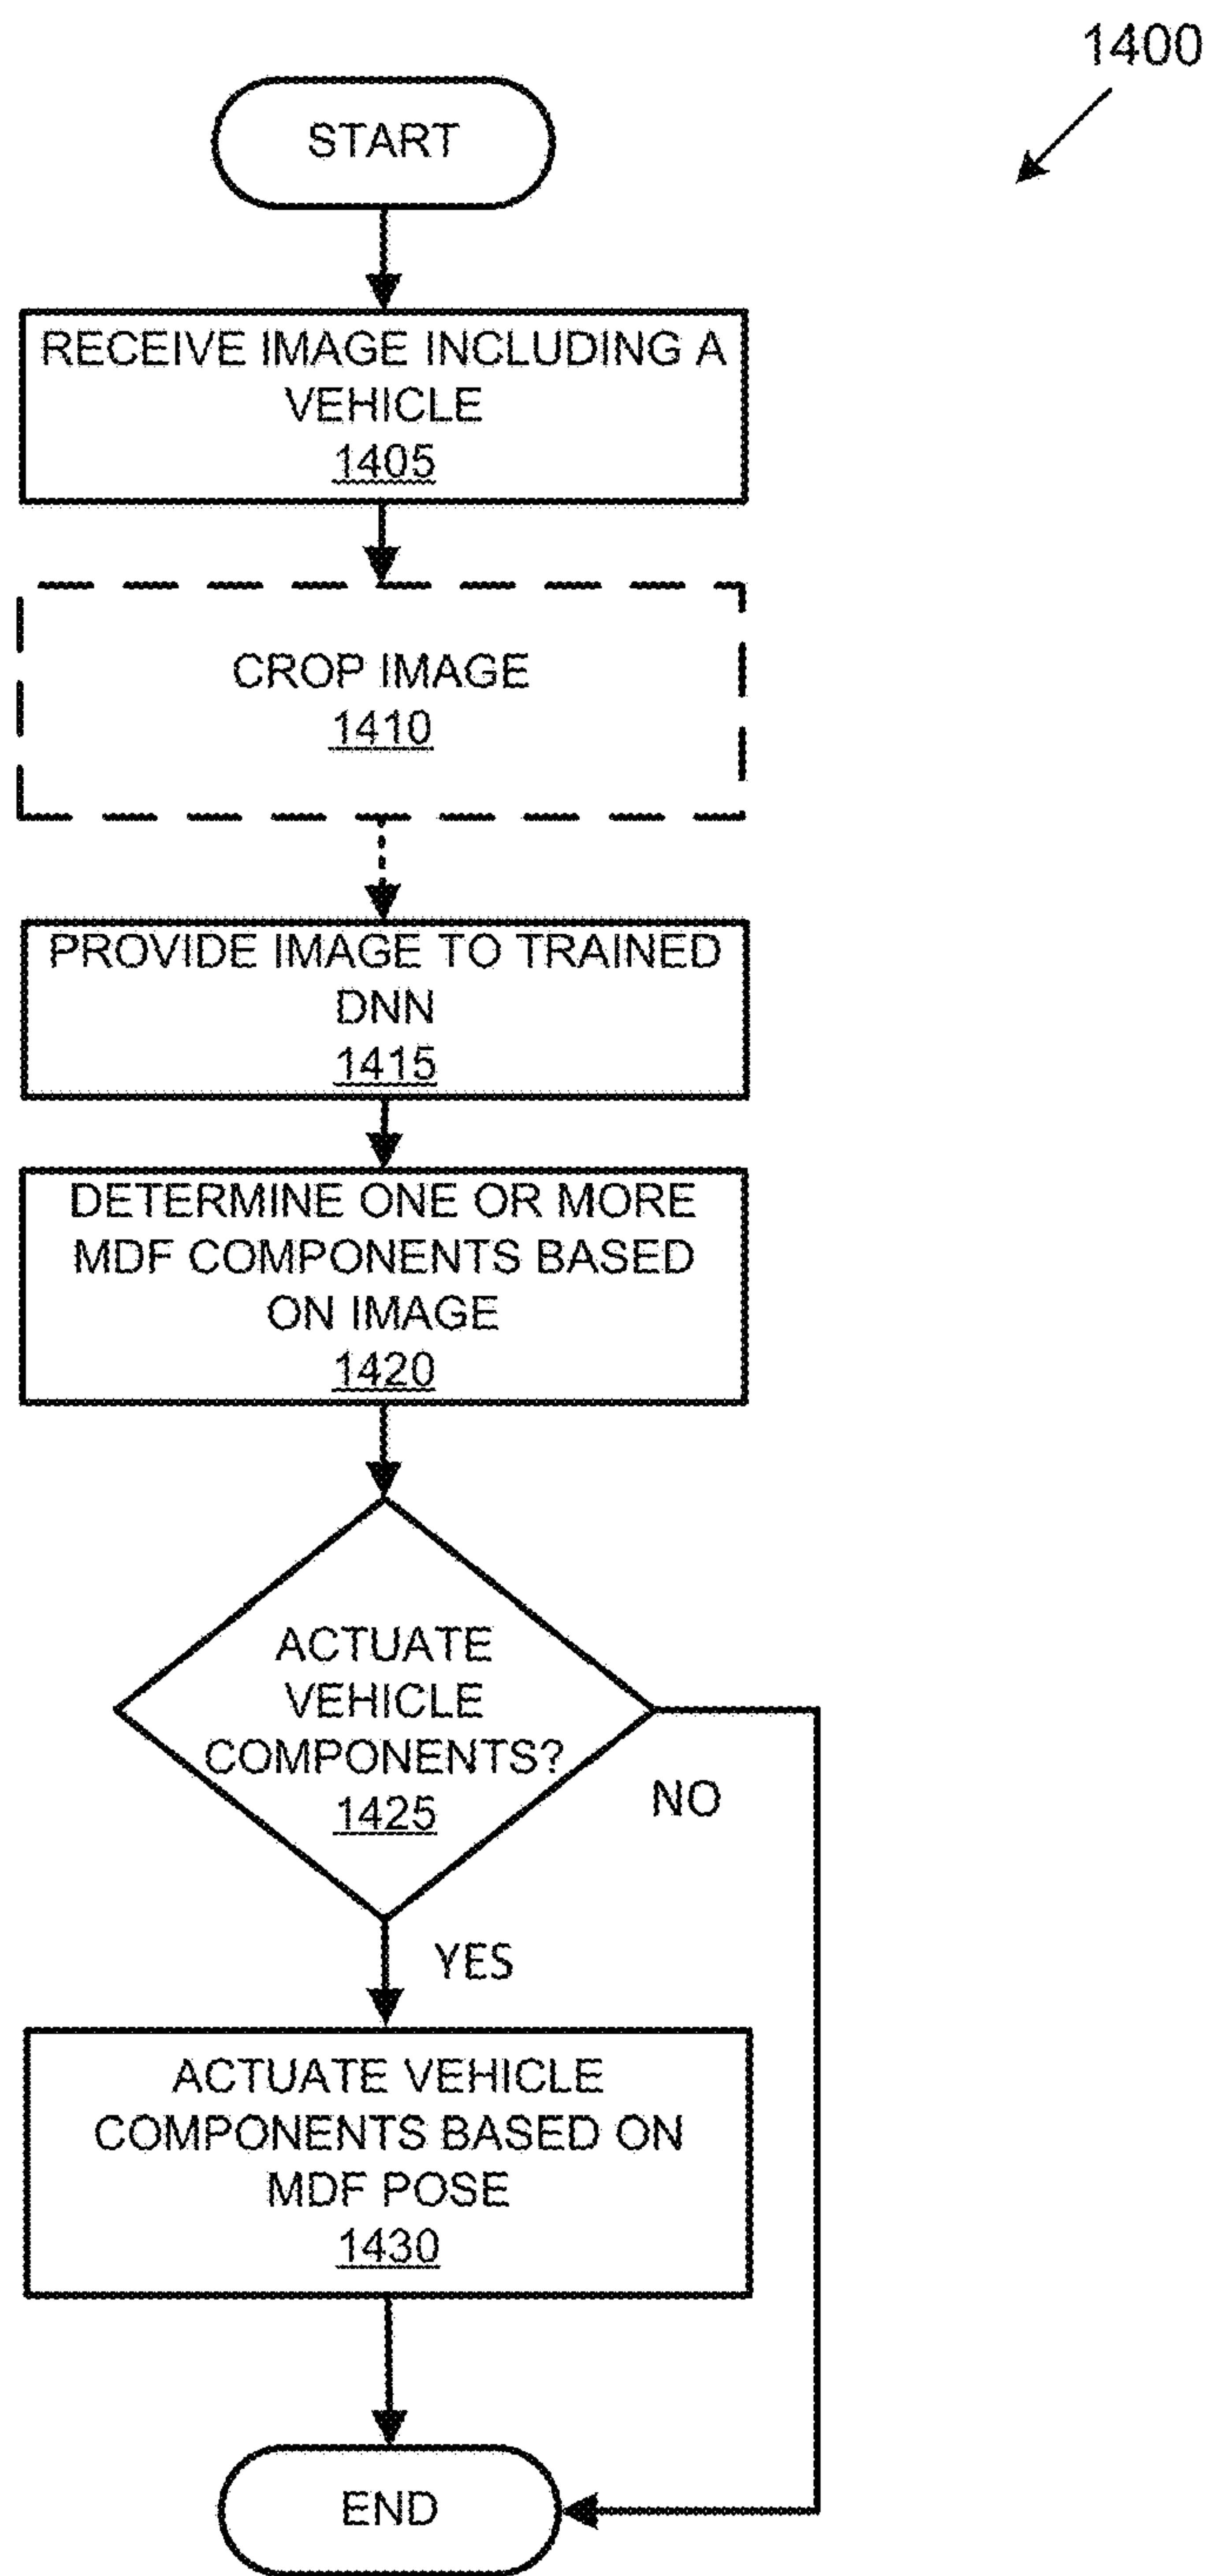 1400
START
RECEIVE IMAGE INCLUDING A
VEHICLE
1405
CROP IMAGE
1410
PROVIDE IMAGE TO TRAINED
DNN
1415
DETERMINE ONE OR MORE
MDF COMPONENTS BASED
ON IMAGE
1420
ACTUATE
VEHICLE
COMPONENTS?
1425
NO
YES
ACTUATE VEHICLE
COMPONENTS BASED ON
MDF POSE
1430
END